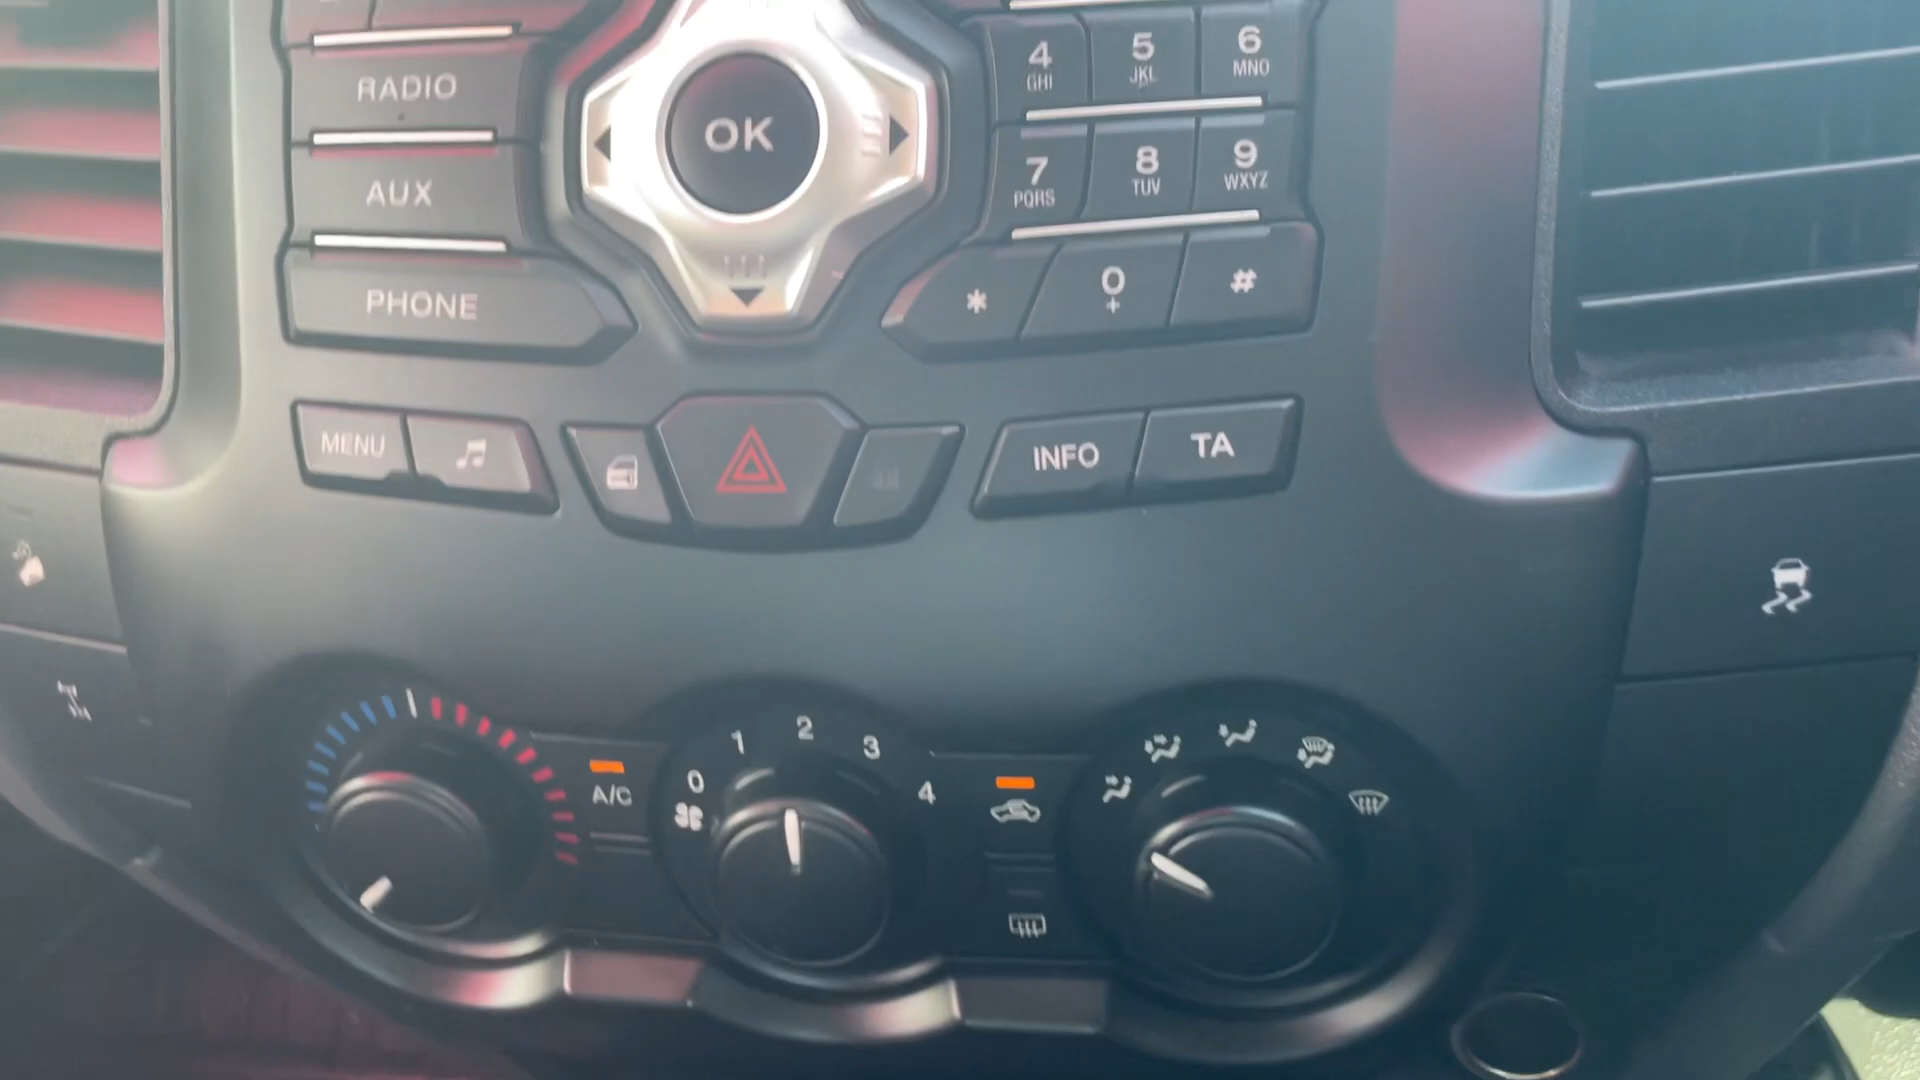 RADIO
AUX
PHONE
OK
4 5 6
GHI JKL MNO
7 8 9
PQRS TUV WXYZ
* 0 #
+
MENU
INFO TA
A/C
0 1 2 3 4